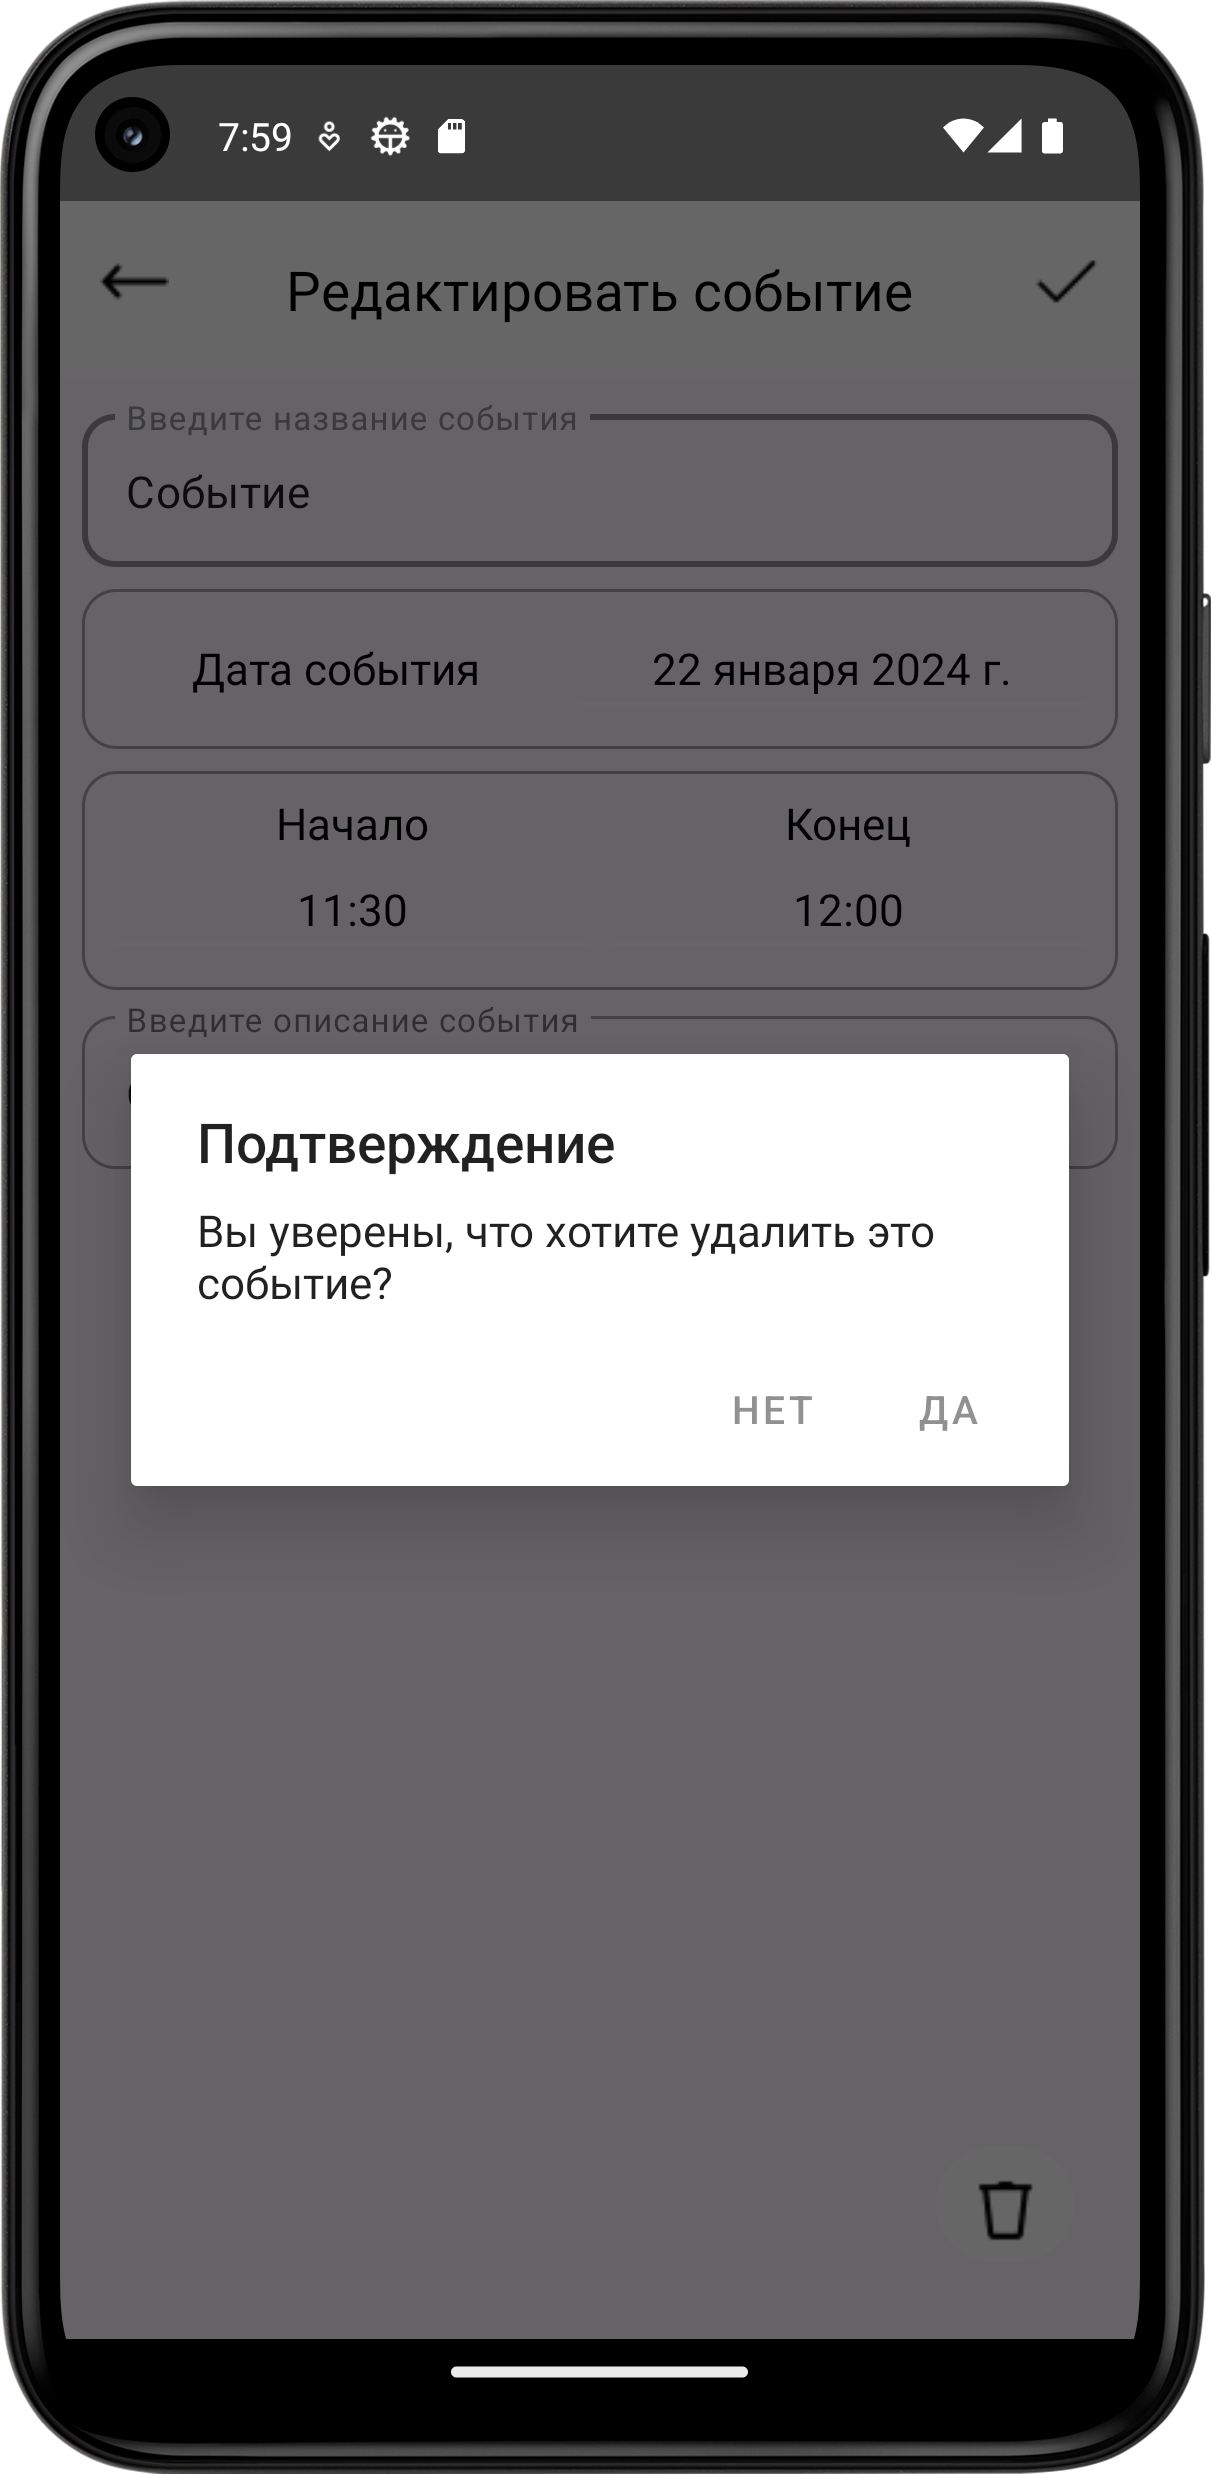 7:59
Редактировать событие
Введите название события
Событие
Дата события 22 января 2024 г.
Начало Конец
11:30 12:00
Введите описание события
Подтверждение
Вы уверены, что хотите удалить это
событие?
НЕТ ДА